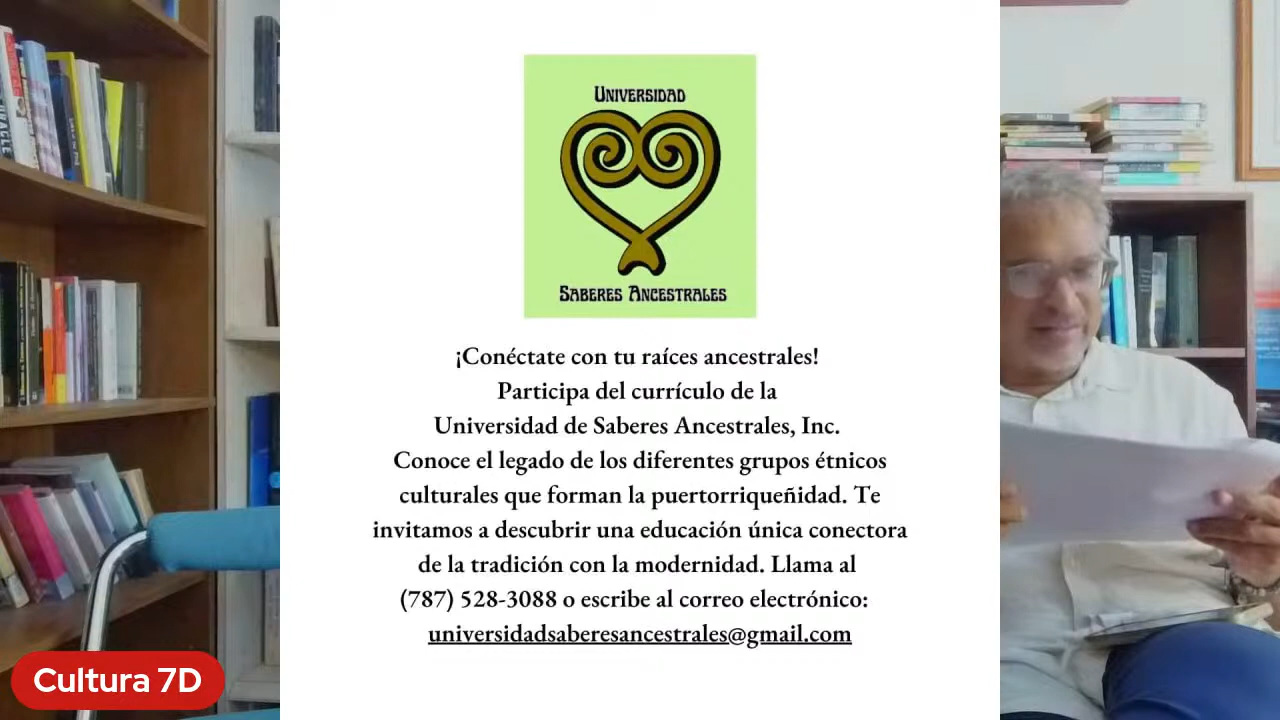 UNIVERSIDAD
SABERES ANCESTRALES
¡Conéctate con tu raíces ancestrales!
Participa del currículo de la
Universidad de Saberes Ancestrales, Inc.
Conoce el legado de los diferentes grupos étnicos
culturales que forman la puertorriqueñidad. Te
invitamos a descubrir una educación única conectora
de la tradición con la modernidad. Llama al
(787) 528-3088 o escribe al correo electrónico:
universidadsaberesancestrales@gmail.com
Cultura 7D